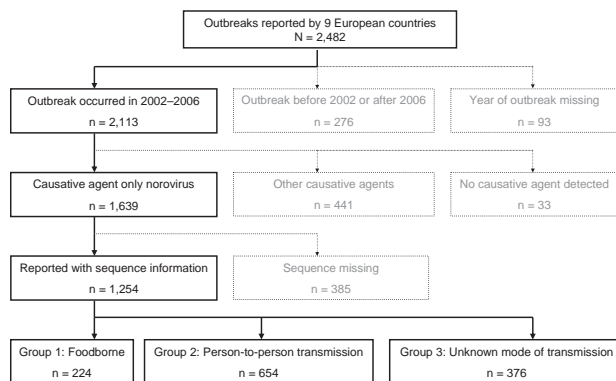 Outbreaks reported by 9 European countries
N = 2,482
Outbreak occurred in 2002–2006
n = 2,113
Outbreak before 2002 or after 2006
n = 276
Year of outbreak missing
n = 93
Causative agent only norovirus
n = 1,639
Other causative agents
n = 441
No causative agent detected
n = 33
Reported with sequence information
n = 1,254
Sequence missing
n = 385
Group 1: Foodborne
n = 224
Group 2: Person-to-person transmission
n = 654
Group 3: Unknown mode of transmission
n = 376